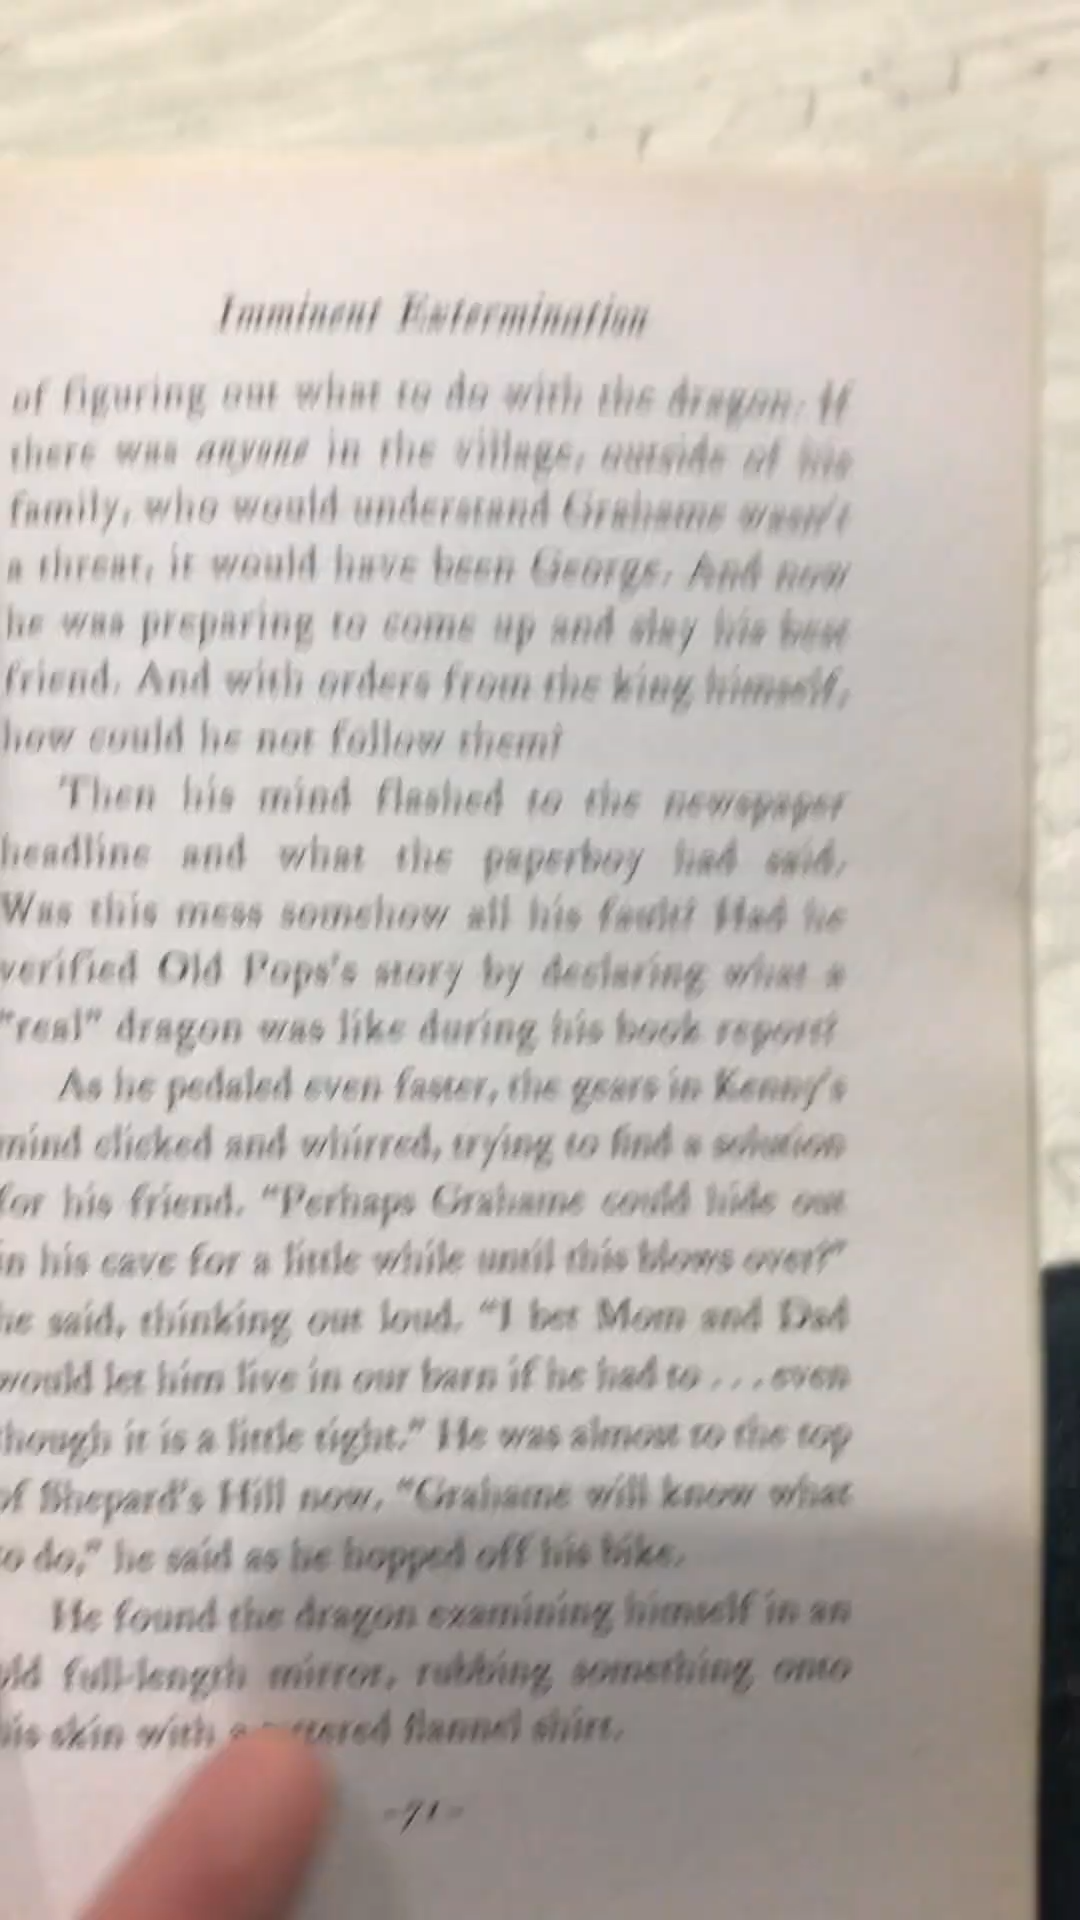 Imminent Extermination
of figuring out what to do with the dragon. If
there was anyone in the village, outside of his
family, who would understand Grahame wasn't
a threat, it would have been George. And now
he was preparing to come up and slay his best
friend. And with orders from the king himself,
how could he not follow them?
Then his mind flashed to the newspaper
headline and what the paperboy had said.
Was this mess somehow all his fault? Had he
verified Old Pops's story by declaring what a
"real" dragon was like during his book report?
As he pedaled even faster, the gears in Kenny's
mind clicked and whirred, trying to find a solution
for his friend. "Perhaps Grahame could hide out
in his cave for a little while until this blows over?"
he said, thinking out loud. "I bet Mom and Dad
would let him live in our barn if he had to . . . even
though it is a little tight." He was almost to the top
of Shepard's Hill now. "Grahame will know what
to do," he said as he hopped off his bike.
He found the dragon examining himself in an
old full-length mirror, rubbing something onto
his skin with a flannel shirt.
-71-